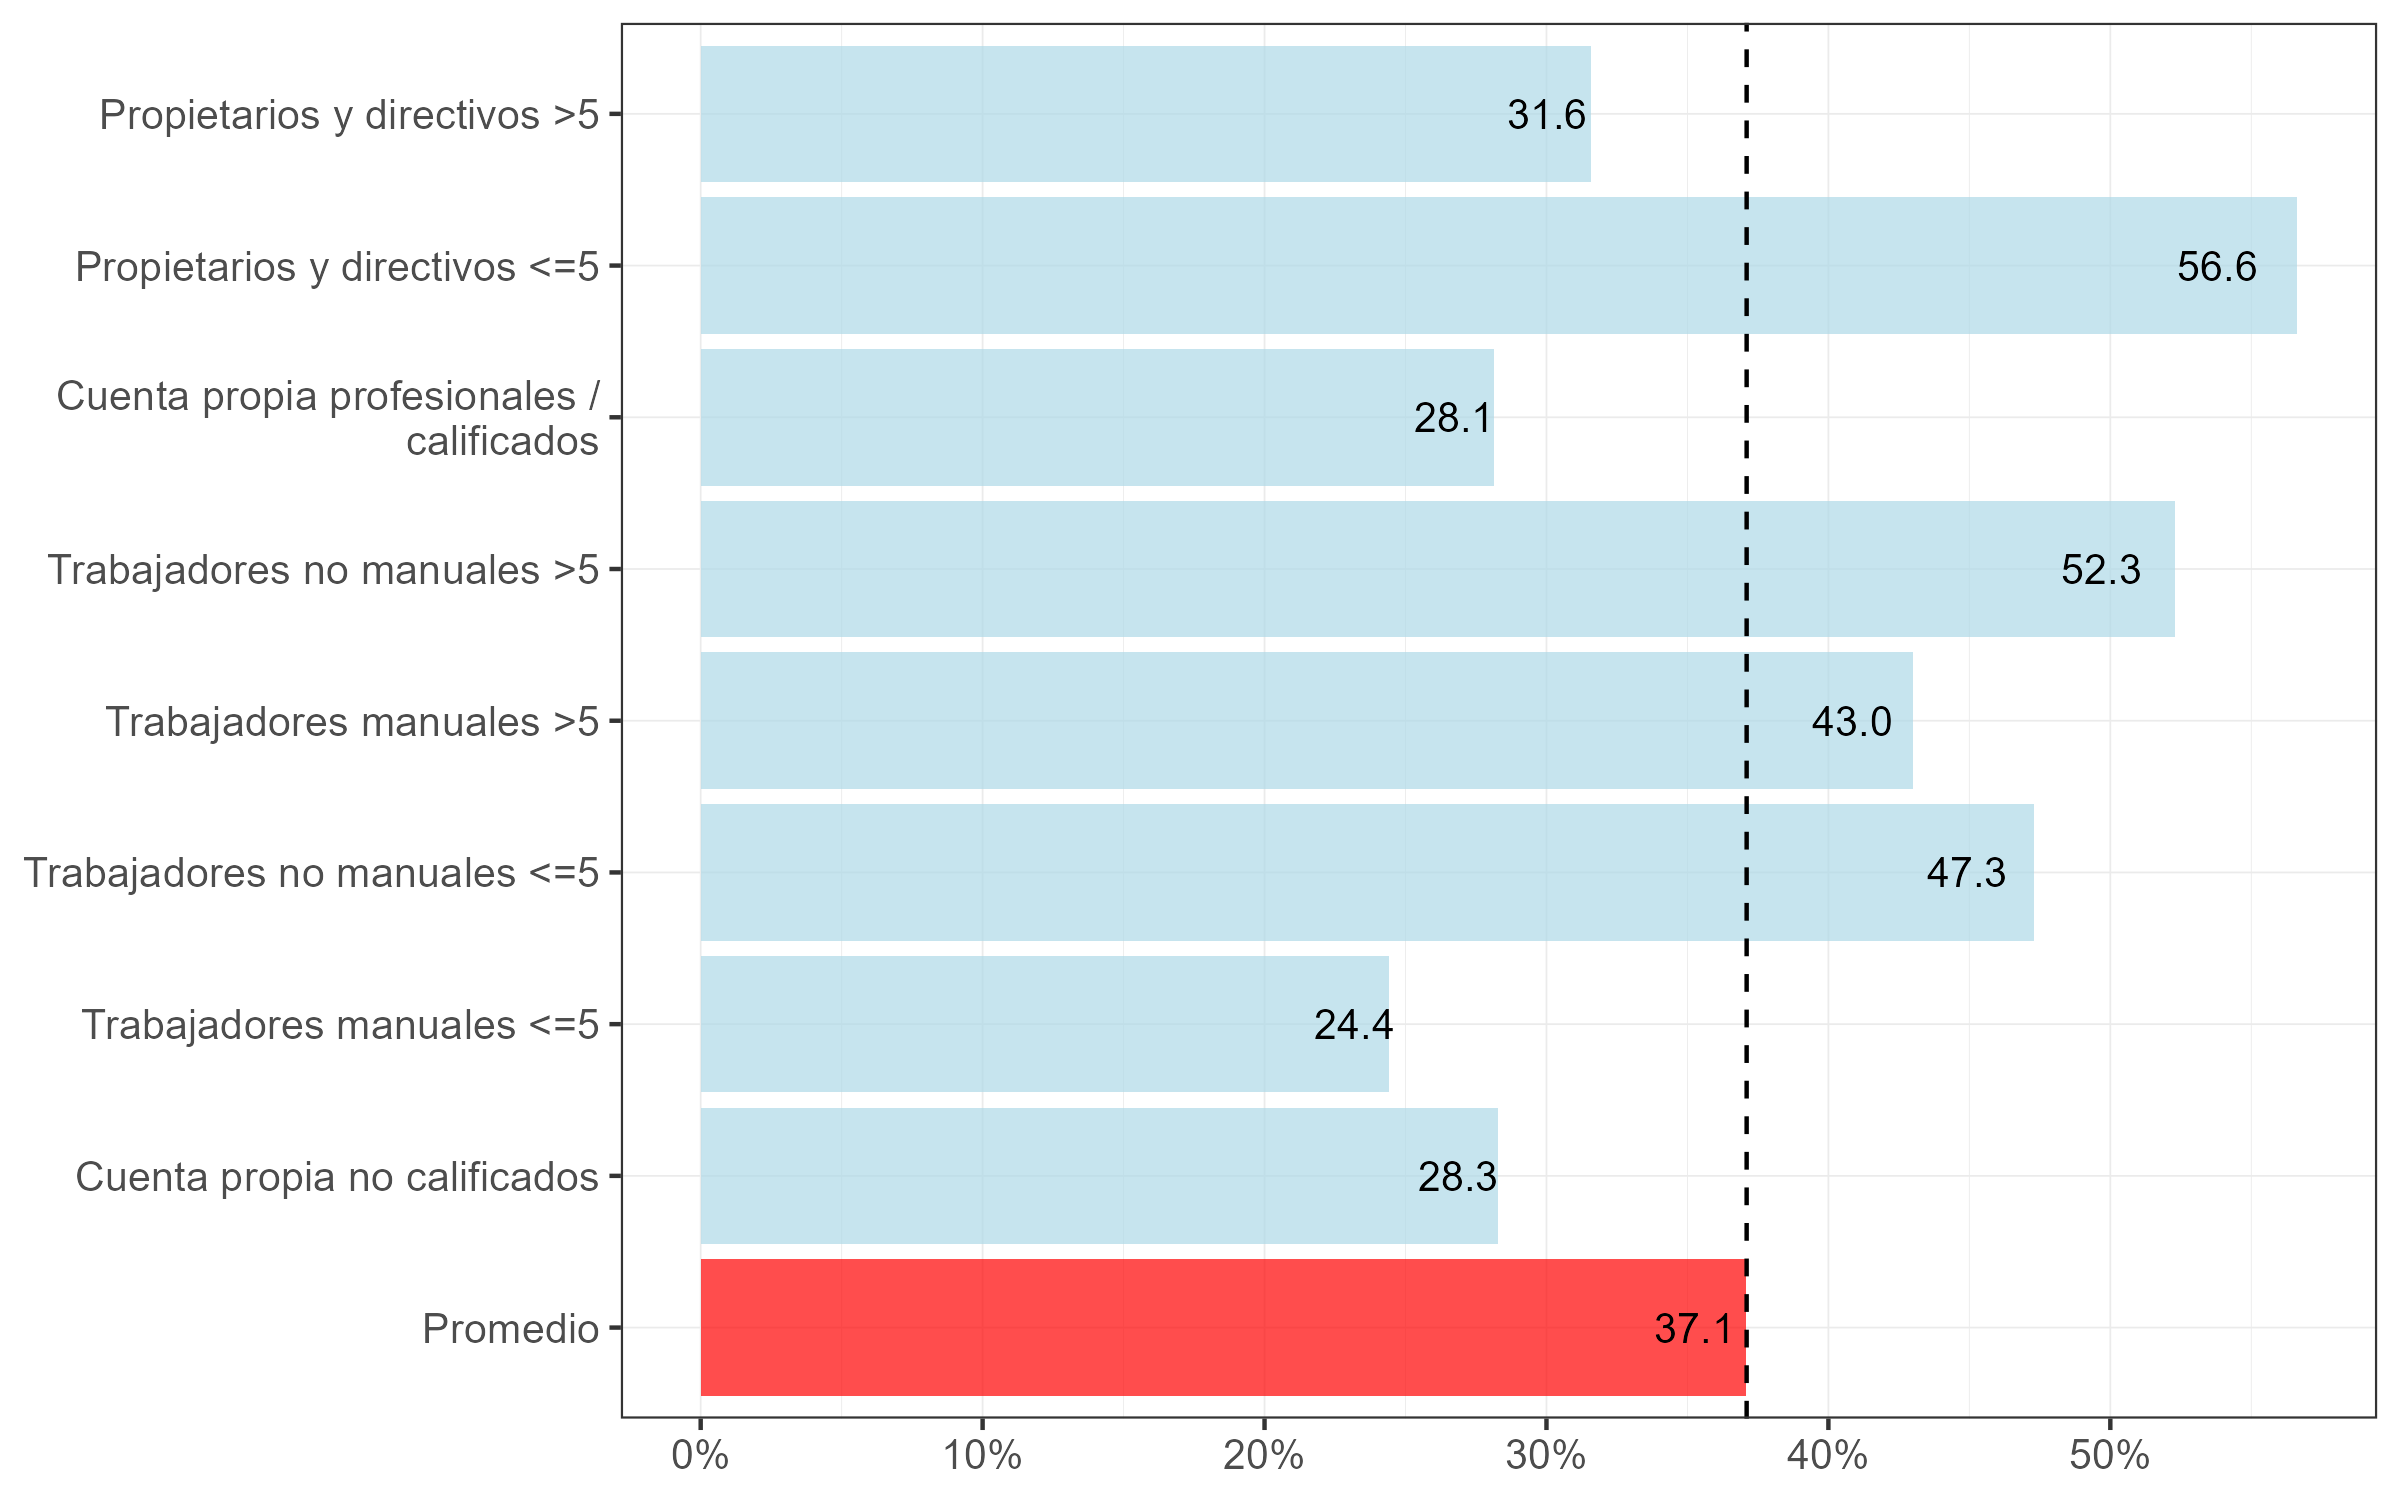 Propietarios y directivos >5
31.6
Propietarios y directivos <=5
56.6
Cuenta propia profesionales /
calificados
28.1
Trabajadores no manuales >5
52.3
Trabajadores manuales >5
43.0
Trabajadores no manuales <=5
47.3
Trabajadores manuales <=5
24.4
Cuenta propia no calificados
28.3
Promedio
37.1
0% 10% 20% 30% 40% 50%